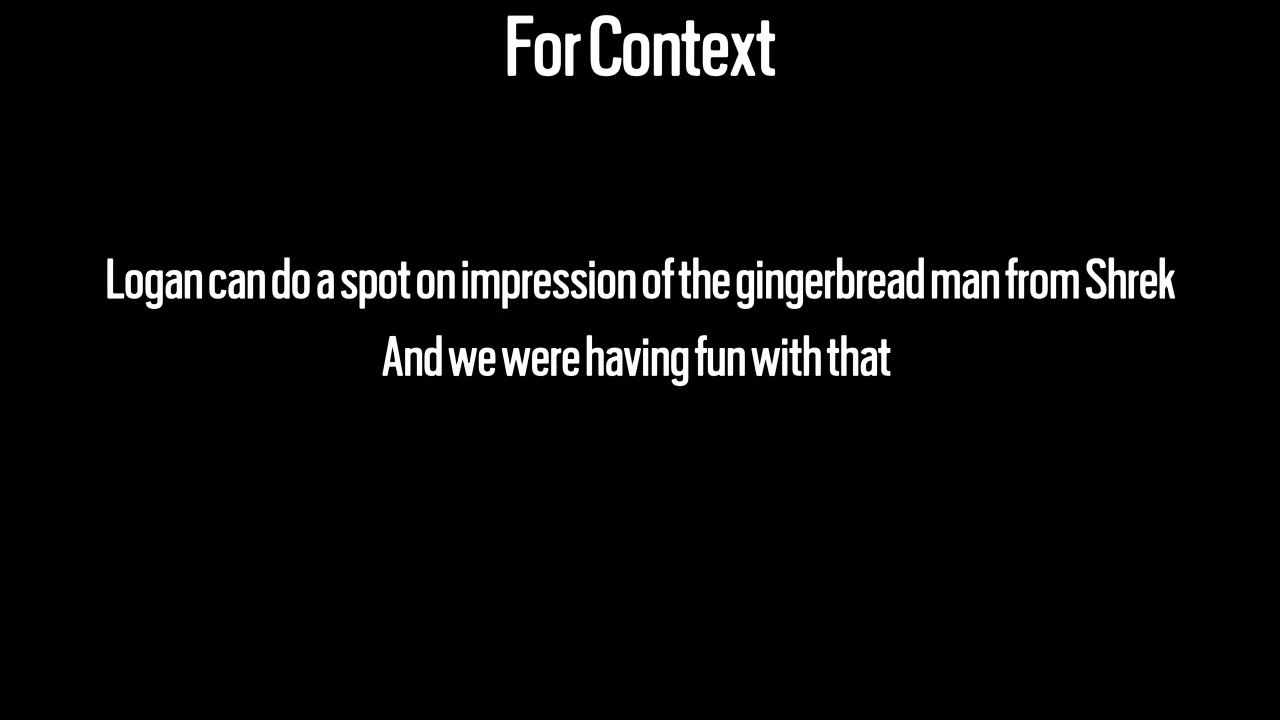 For Context
Logan can do a spot on impression of the gingerbread man from Shrek
And we were having fun with that